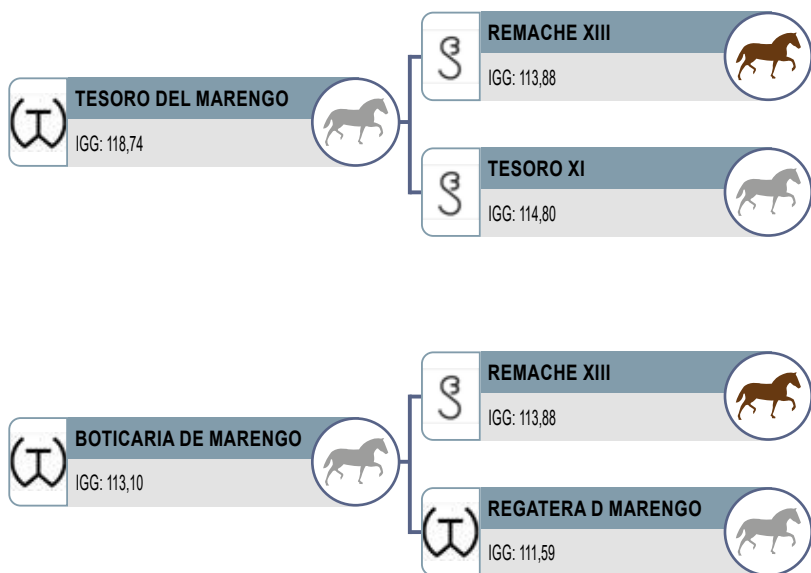 REMACHE XIII
IGG: 113,88
TESORO DEL MARENGO
IGG: 118,74
TESORO XI
IGG: 114,80
REMACHE XIII
IGG: 113,88
BOTICARIA DE MARENGO
IGG: 113,10
REGATERA D MARENGO
IGG: 111,59